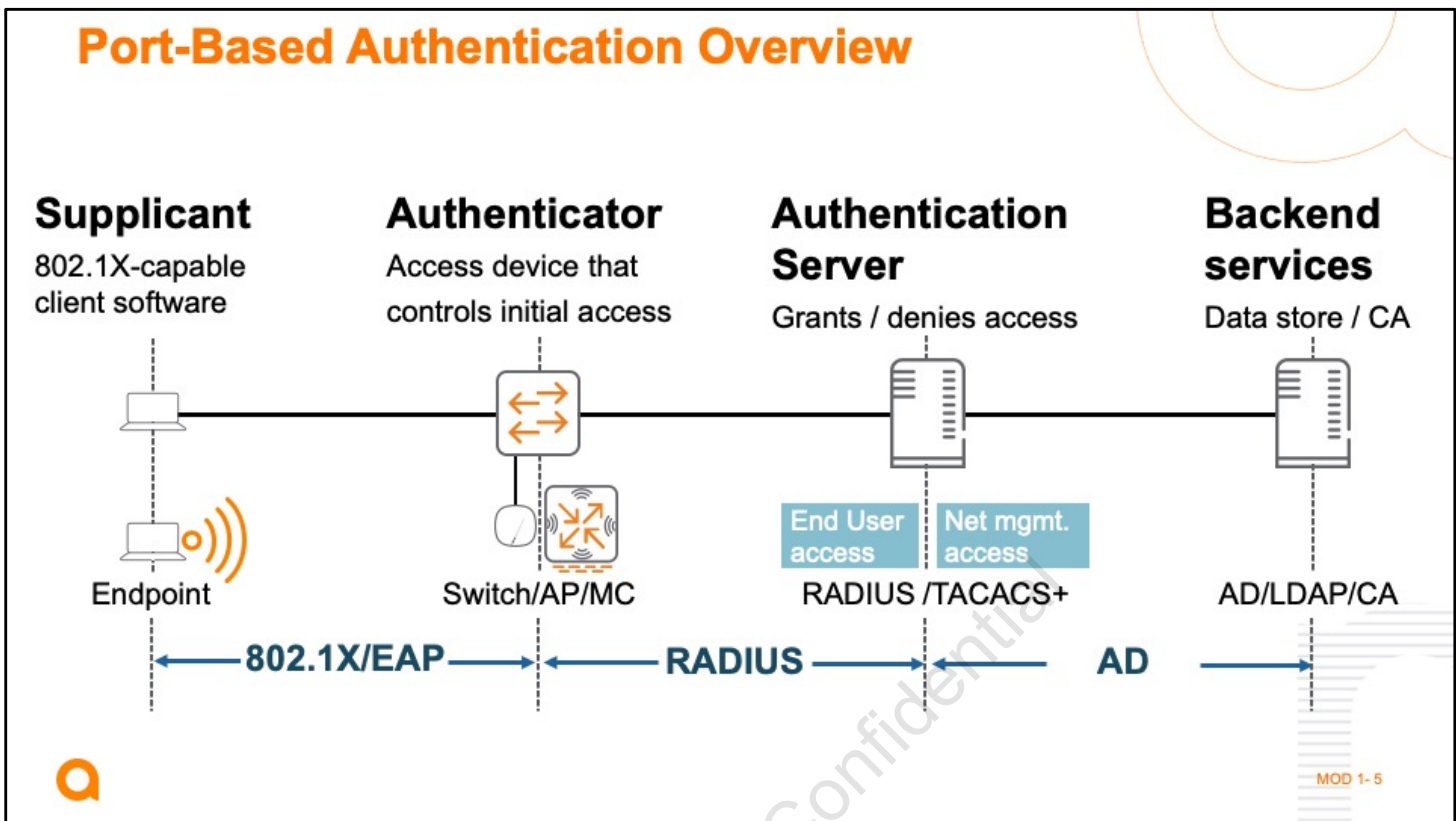 Port-Based Authentication Overview
Supplicant
802.1X-capable
client software
Authenticator
Access device that
controls initial access
Authentication
Server
Grants / denies access
Backend
services
Data store / CA
End User
access
Net mgmt.
access
Endpoint
Switch/AP/MC
RADIUS /TACACS+
AD/LDAP/CA
802.1X/EAP
RADIUS
AD
Confidential
MOD 1- 5